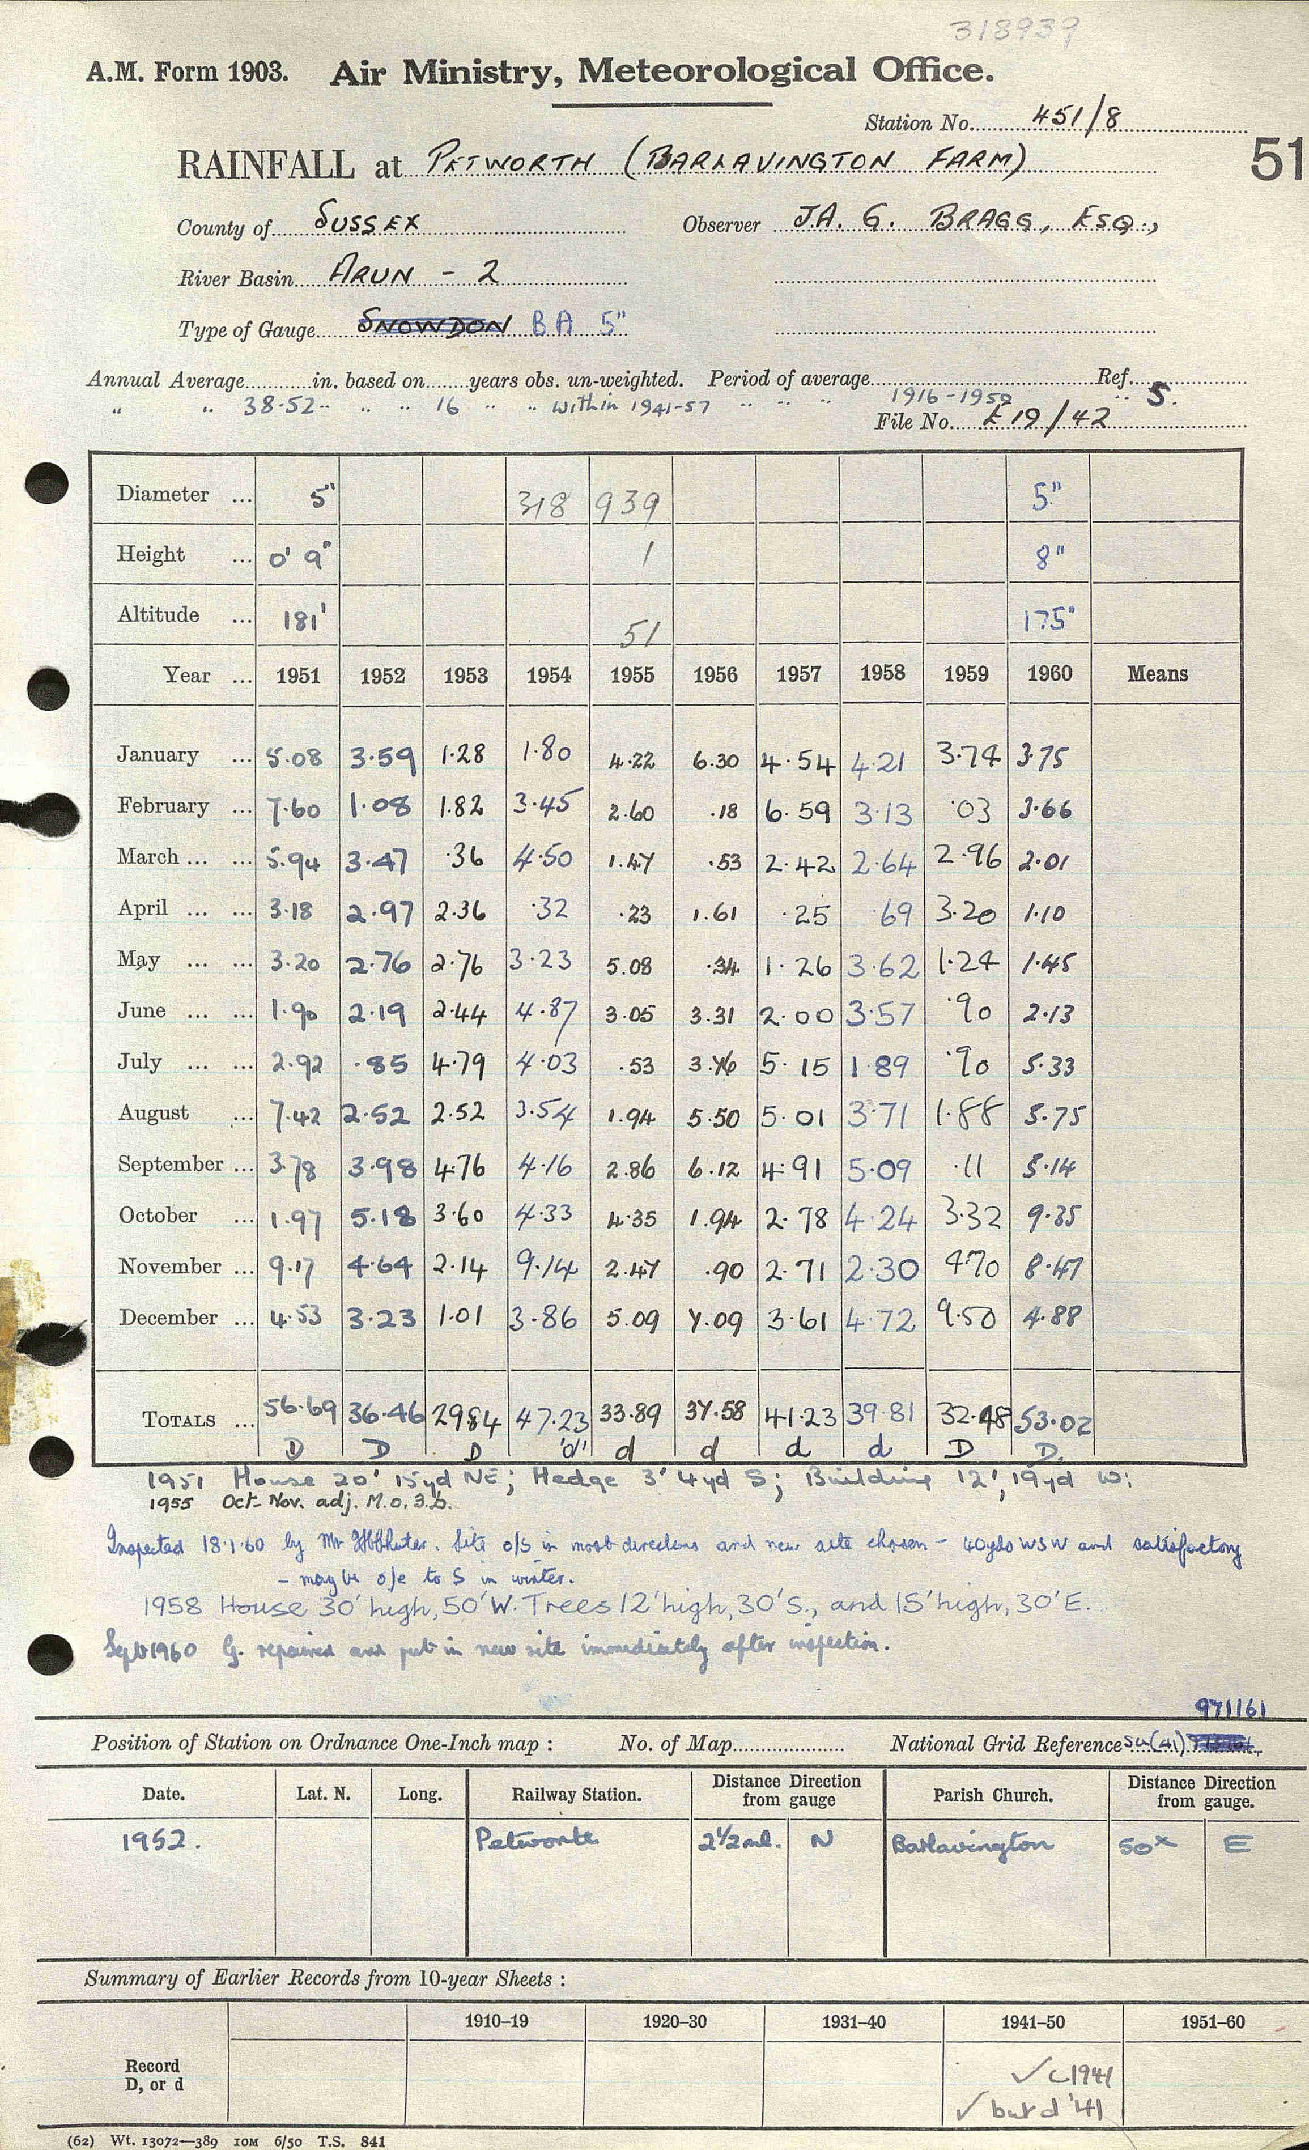 318939
A.M. Form 1903. Air Ministry, Meteorological Office.
Station No. 451/8
51
RAINFALL at PETWORTH (BARLAVINGTON FARM)
County of SUSSEX Observer J.A. G. BRAGG, ESQ.,
River Basin ARUN - 2
Type of Gauge SNOWDON BA 5"
Annual Average in. based on years obs. un-weighted. Period of average Ref.
" " 38.52 " " 16 " " within 1941-57 " " " 1916-1950 " S.
File No. E19/42
Diameter ... 5" 318 939 5"
Height ... 0' 9" 1 8"
Altitude ... 181' 51 175"
Year ... 1951 1952 1953 1954 1955 1956 1957 1958 1959 1960 Means
January ... 5.08 3.59 1.28 1.80 4.22 6.30 4.54 4.21 3.74 3.75
February ... 7.60 1.08 1.82 3.45 2.60 .18 6.59 3.13 .03 3.66
March ... ... 5.94 3.47 .36 4.50 1.47 .53 2.42 2.64 2.96 2.01
April ... ... 3.18 2.97 2.36 .32 .23 1.61 .25 .69 3.20 1.10
May ... ... 3.20 2.76 2.76 3.23 5.08 .34 1.26 3.62 1.24 1.45
June ... ... 1.90 2.19 2.44 4.87 3.05 3.31 2.00 3.57 .90 2.13
July ... ... 2.92 .85 4.79 4.03 .53 3.76 5.15 1.89 .90 5.33
August ... 7.42 2.52 2.52 3.54 1.94 5.50 5.01 3.71 1.88 5.75
September ... 3.78 3.98 4.76 4.16 2.86 6.12 4.91 5.09 .11 5.14
October ... 1.97 5.18 3.60 4.33 4.35 1.94 2.78 4.24 3.32 9.35
November ... 9.17 4.64 2.14 9.14 2.47 .90 2.71 2.30 4.70 8.47
December ... 4.53 3.23 1.01 3.86 5.09 7.09 3.61 4.72 9.50 4.88
TOTALS ... 56.69 36.46 29.84 47.23 33.89 37.58 41.23 39.81 32.48 53.02
D D D 'd' d d d d D D.
1951 House 20' 15yd NE; Hedge 3' 4yd S; Building 12', 19yd W;
1955 Oct-Nov. adj. M.O.3.b.
Inspected 18.1.60 by Mr Shuter. Site o/s in most directions and new site chosen - 40yds WSW and satisfactory
- may be o/e to S in winter.
1958 House 30' high, 50' W. Trees 12' high, 30' S., and 15' high, 30' E.
Sept 1960 G. repaired and put in new site immediately after inspection.
971161
Position of Station on Ordnance One-Inch map : No. of Map National Grid Reference SU(41)
Date. Lat. N. Long. Railway Station. Distance Direction from gauge Parish Church. Distance Direction from gauge.
1952. Petworth 2½ml. N Barlavington 50x E
Summary of Earlier Records from 10-year Sheets :
1910-19 1920-30 1931-40 1941-50 1951-60
Record D, or d
✓ c1941
✓ but d '41
(62) Wt. 13072—389 10M 6/50 T.S. 841